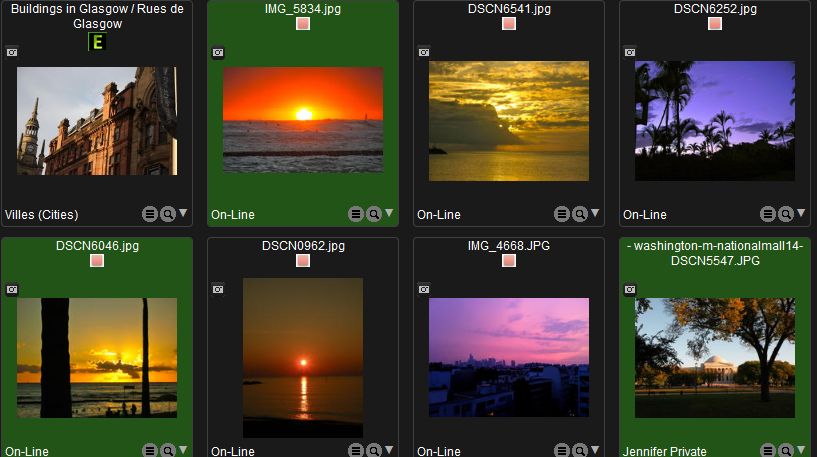 Buildings in Glasgow / Rues de
Glasgow
E
Villes (Cities)
IMG_5834.jpg
On-Line
DSCN6541.jpg
On-Line
DSCN6252.jpg
On-Line
DSCN6046.jpg
On-Line
DSCN0962.jpg
On-Line
IMG_4668.JPG
On-Line
- washington-m-nationalmall14-
DSCN5547.JPG
Jennifer Private